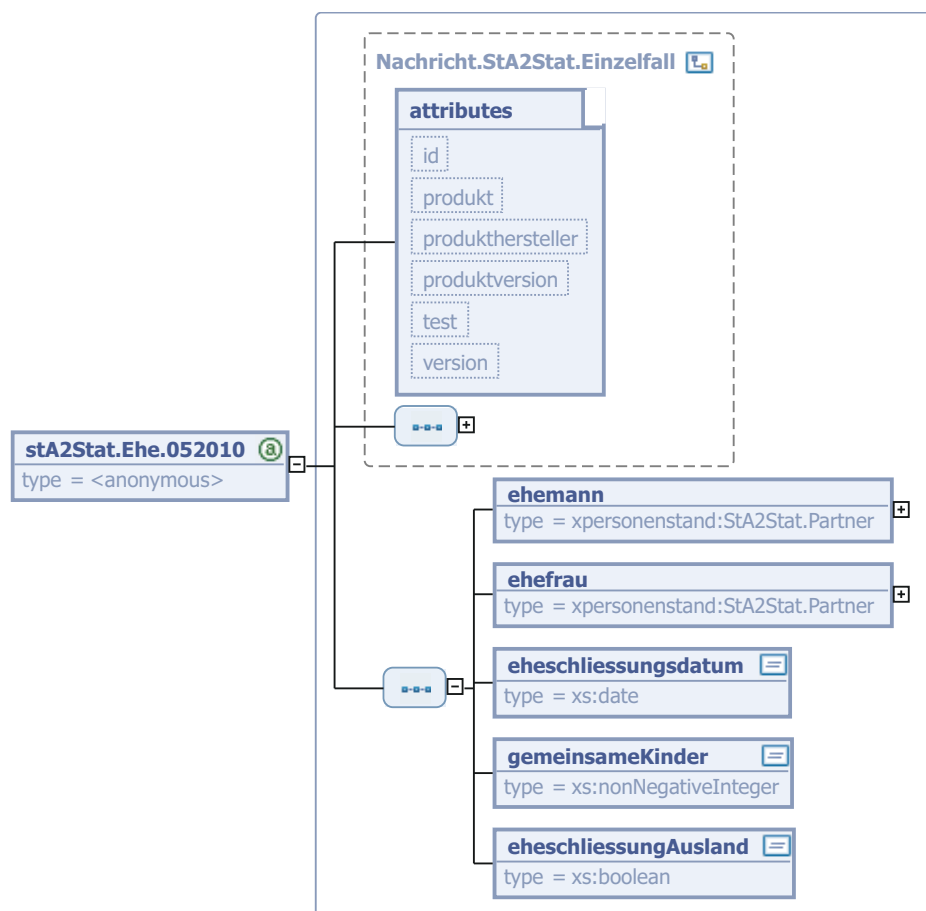 Nachricht.StA2Stat.Einzelfall
attributes
id
produkt
produkthersteller
produktversion
test
version
stA2Stat.Ehe.052010 a
type = <anonymous>
ehemann
type = xpersonenstand:StA2Stat.Partner
ehefrau
type = xpersonenstand:StA2Stat.Partner
eheschliessungsdatum
type = xs:date
gemeinsameKinder
type = xs:nonNegativeInteger
eheschliessungAusland
type = xs:boolean